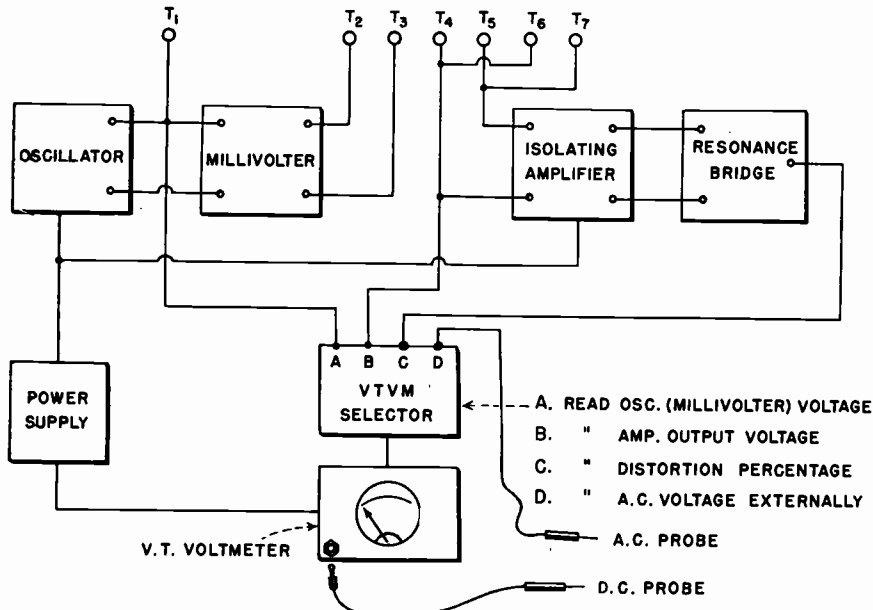 T1 T2 T3 T4 T5 T6 T7
OSCILLATOR
MILLIVOLTER
ISOLATING
AMPLIFIER
RESONANCE
BRIDGE
POWER
SUPPLY
A B C D
VTVM
SELECTOR
A. READ OSC. (MILLIVOLTER) VOLTAGE
B. " AMP. OUTPUT VOLTAGE
C. " DISTORTION PERCENTAGE
D. " A.C. VOLTAGE EXTERNALLY
V.T. VOLTMETER
A.C. PROBE
D.C. PROBE